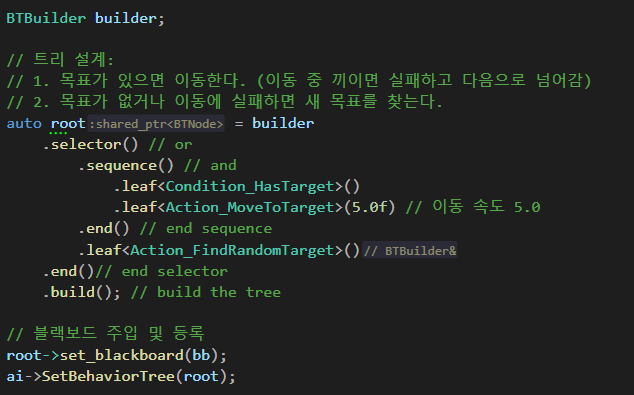 BTBuilder builder;
// 트리 설계:
// 1. 목표가 있으면 이동한다. (이동 중 끼이면 실패하고 다음으로 넘어감)
// 2. 목표가 없거나 이동에 실패하면 새 목표를 찾는다.
auto root:shared_ptr<BTNode> = builder
    .selector() // or
        .sequence() // and
            .leaf<Condition_HasTarget>()
            .leaf<Action_MoveToTarget>(5.0f) // 이동 속도 5.0
        .end() // end sequence
        .leaf<Action_FindRandomTarget>()// BTBuilder&
    .end()// end selector
    .build(); // build the tree
// 블랙보드 주입 및 등록
root->set_blackboard(bb);
ai->SetBehaviorTree(root);